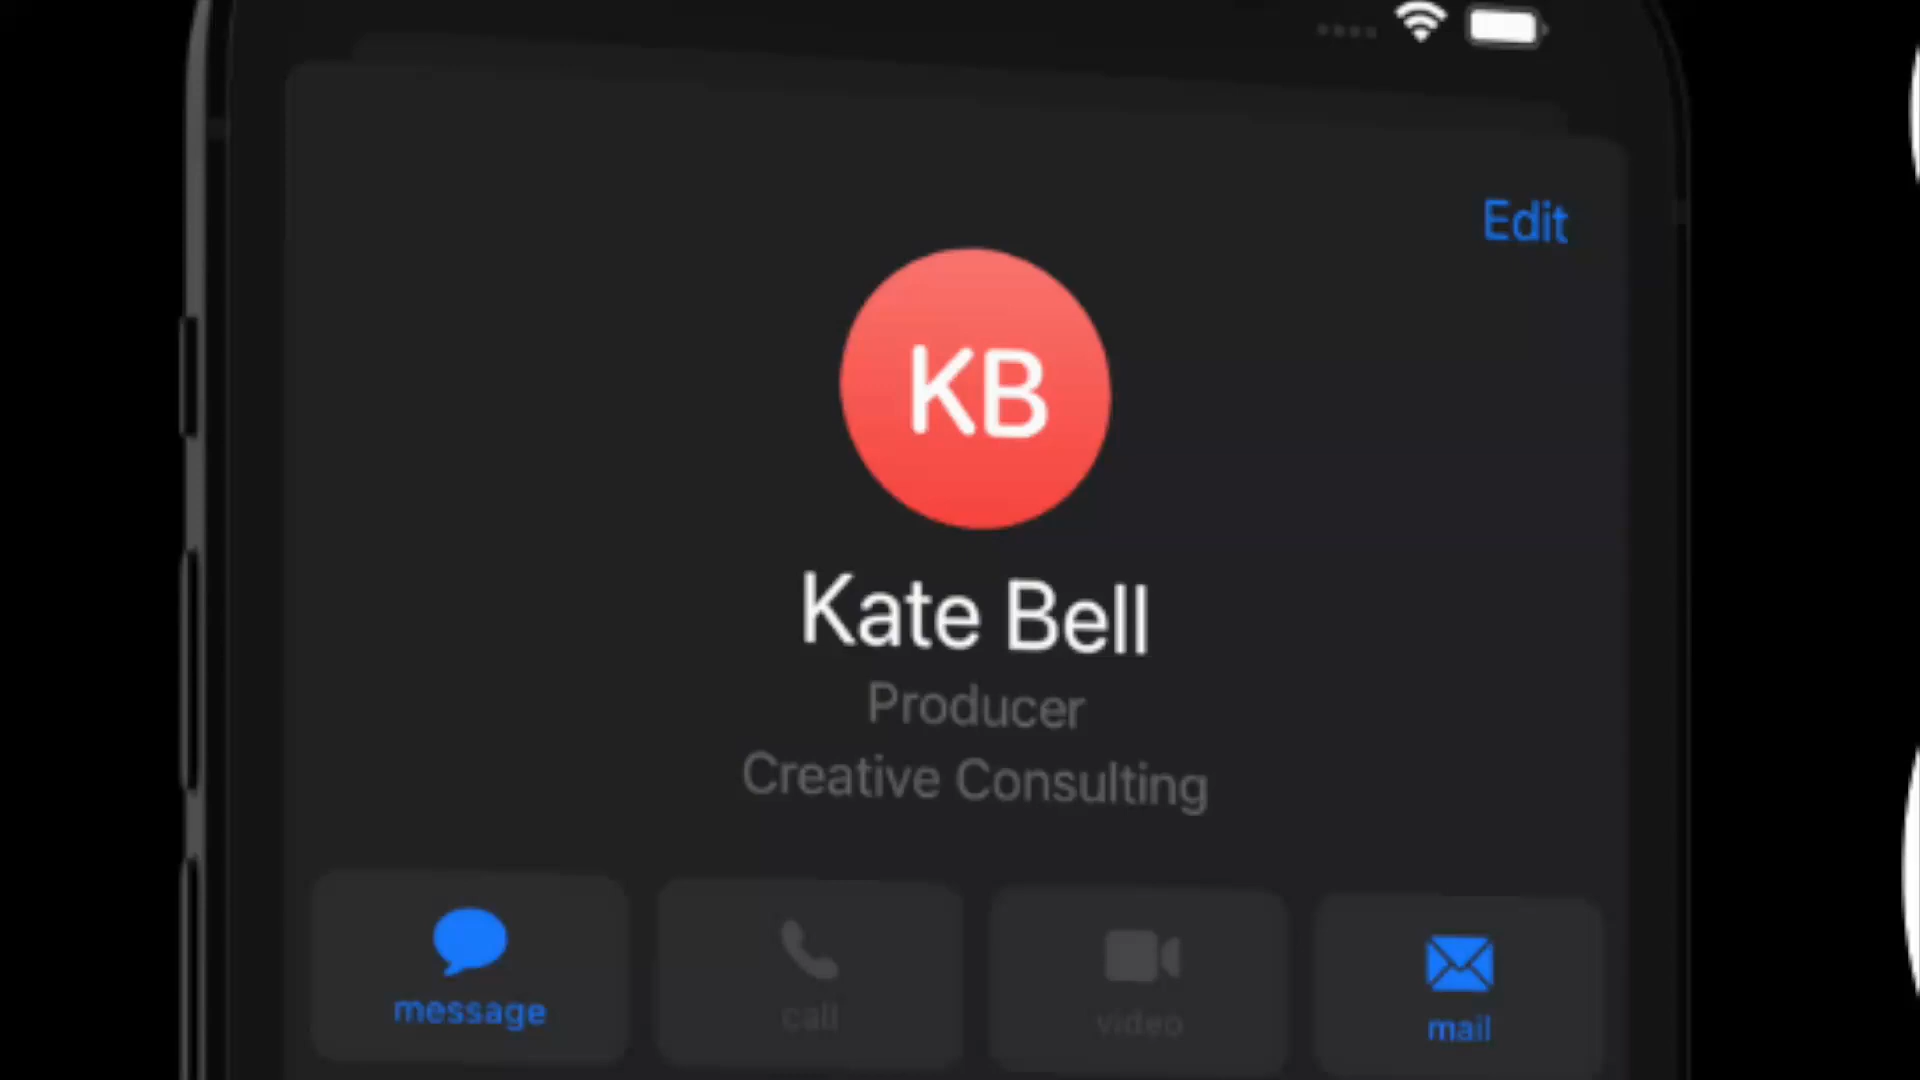 Edit
KB
Kate Bell
Producer
Creative Consulting
message
call
video
mail